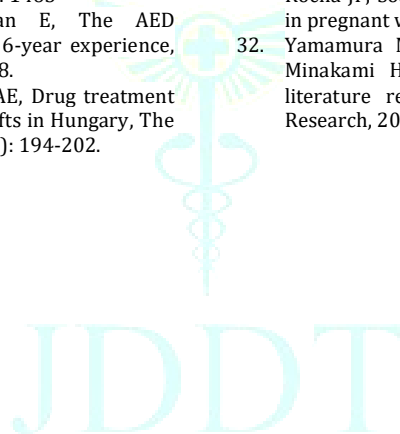 an E, The AED
6-year experience,
8.
AE, Drug treatment
fts in Hungary, The
): 194-202.
in pregnant
32. Yamamura
Minakami H
literature re
Research, 20
JDDT